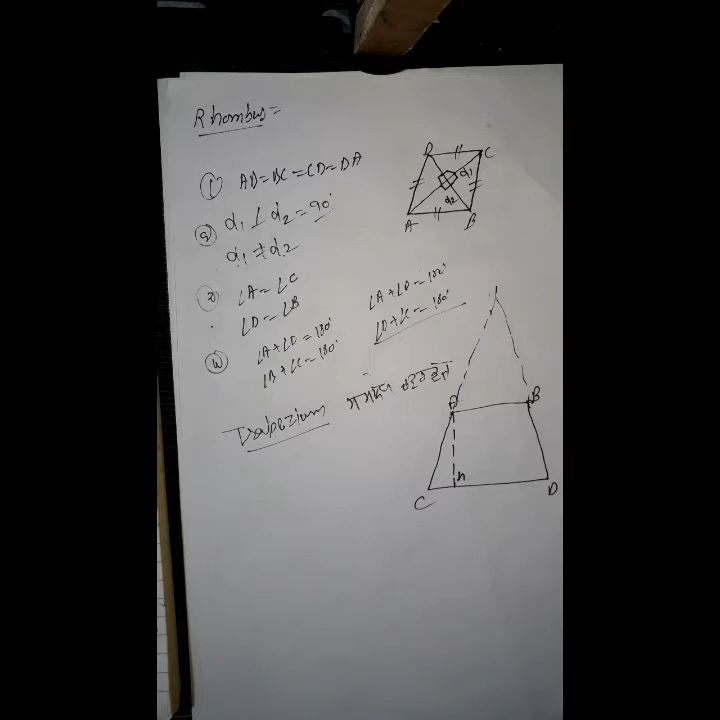 Rhombus =
① AD = BC = CD = DA
② d₁ ⊥ d₂ = 90°
d₁ ≠ d₂
③ ∠A = ∠C
∠D = ∠B
④ ∠A + ∠D = 180°
∠B + ∠C = 180°
∠D + ∠C = 180°
D C
d₁
d₂
A B
Trapezium
A B
h
C D